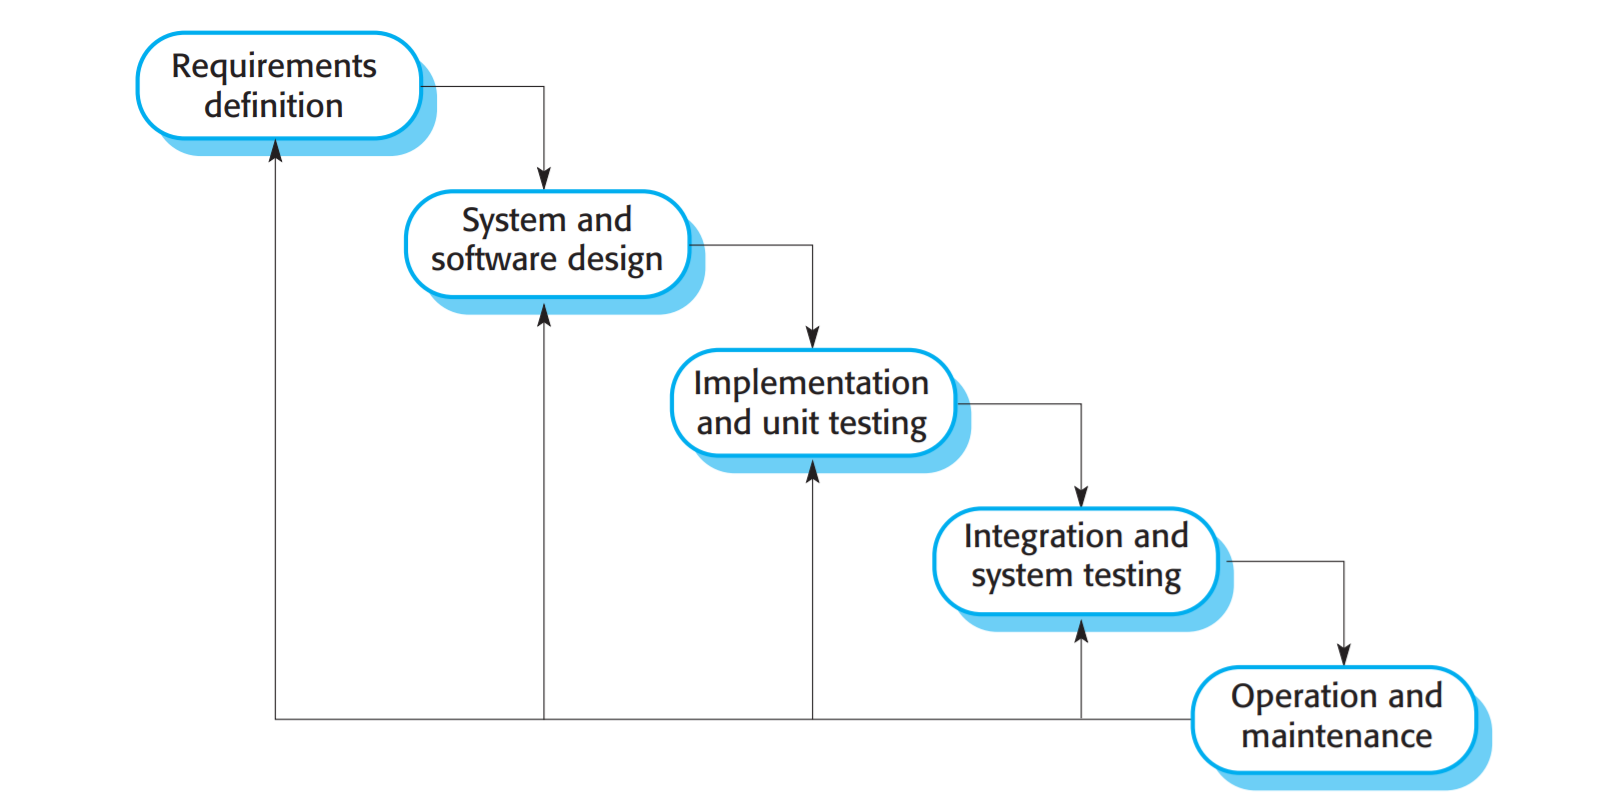 Requirements
definition
System and
software design
Implementation
and unit testing
Integration and
system testing
Operation and
maintenance